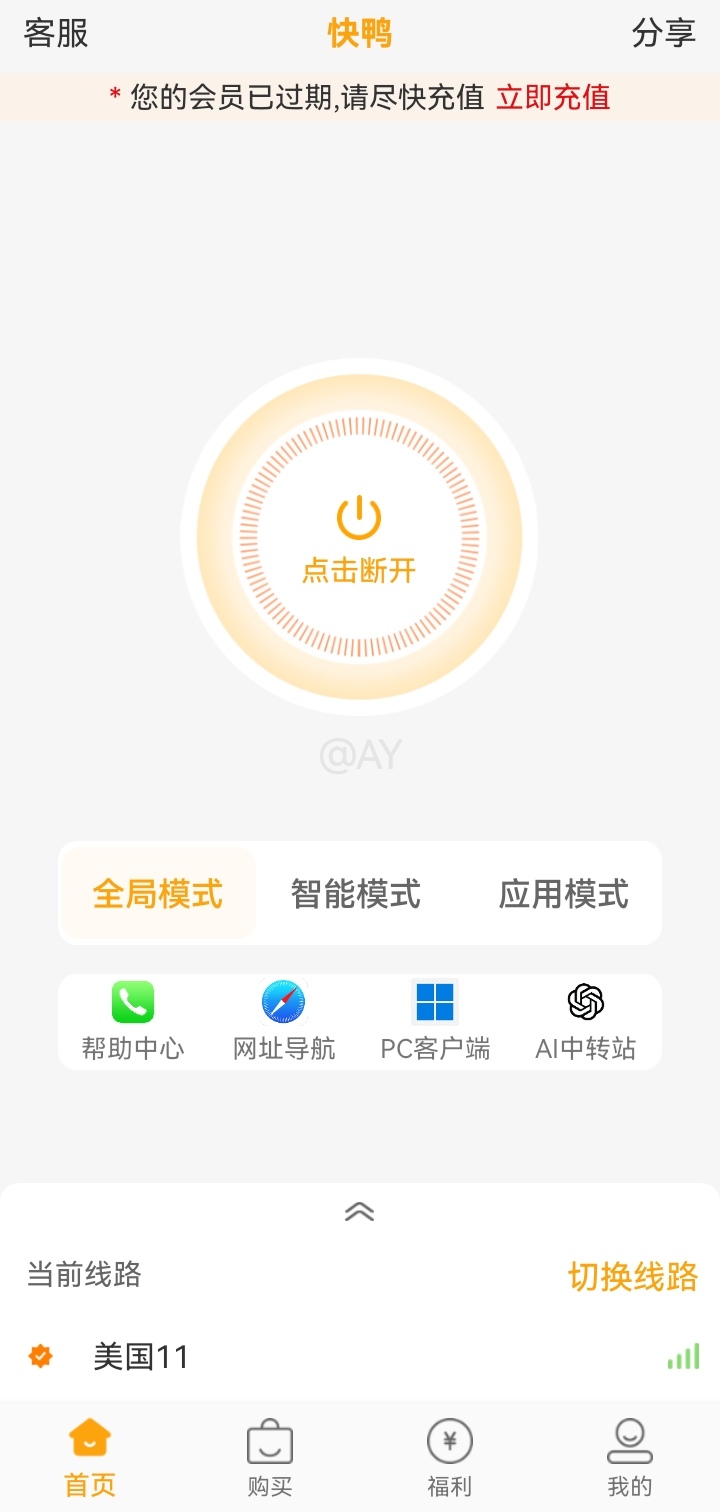 客服 快鸭 分享
* 您的会员已过期,请尽快充值 立即充值
点击断开
@AY
全局模式 智能模式 应用模式
帮助中心 网址导航 PC客户端 AI中转站
当前线路 切换线路
美国11
¥
首页 购买 福利 我的